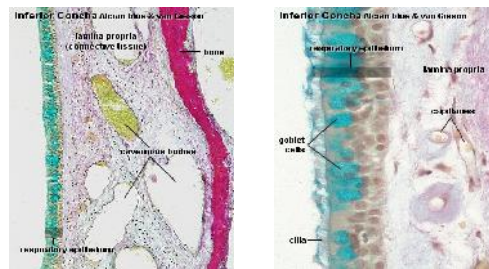 Inferior Concha Alcian blue & van Gieson
lamina propria
(connective tissue)
bone
cavernous bodies
respiratory epithelium
Inferior Concha Alcian blue & van Gieson
respiratory epithelium
lamina propria
capillaries
goblet
cells
cilia